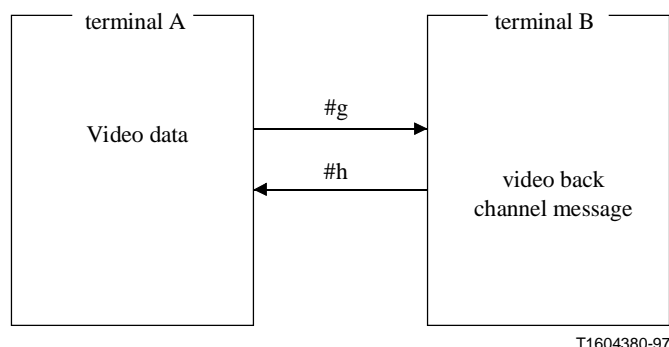 terminal A
terminal B
#g
Video data
#h
video back
channel message
T1604380-97